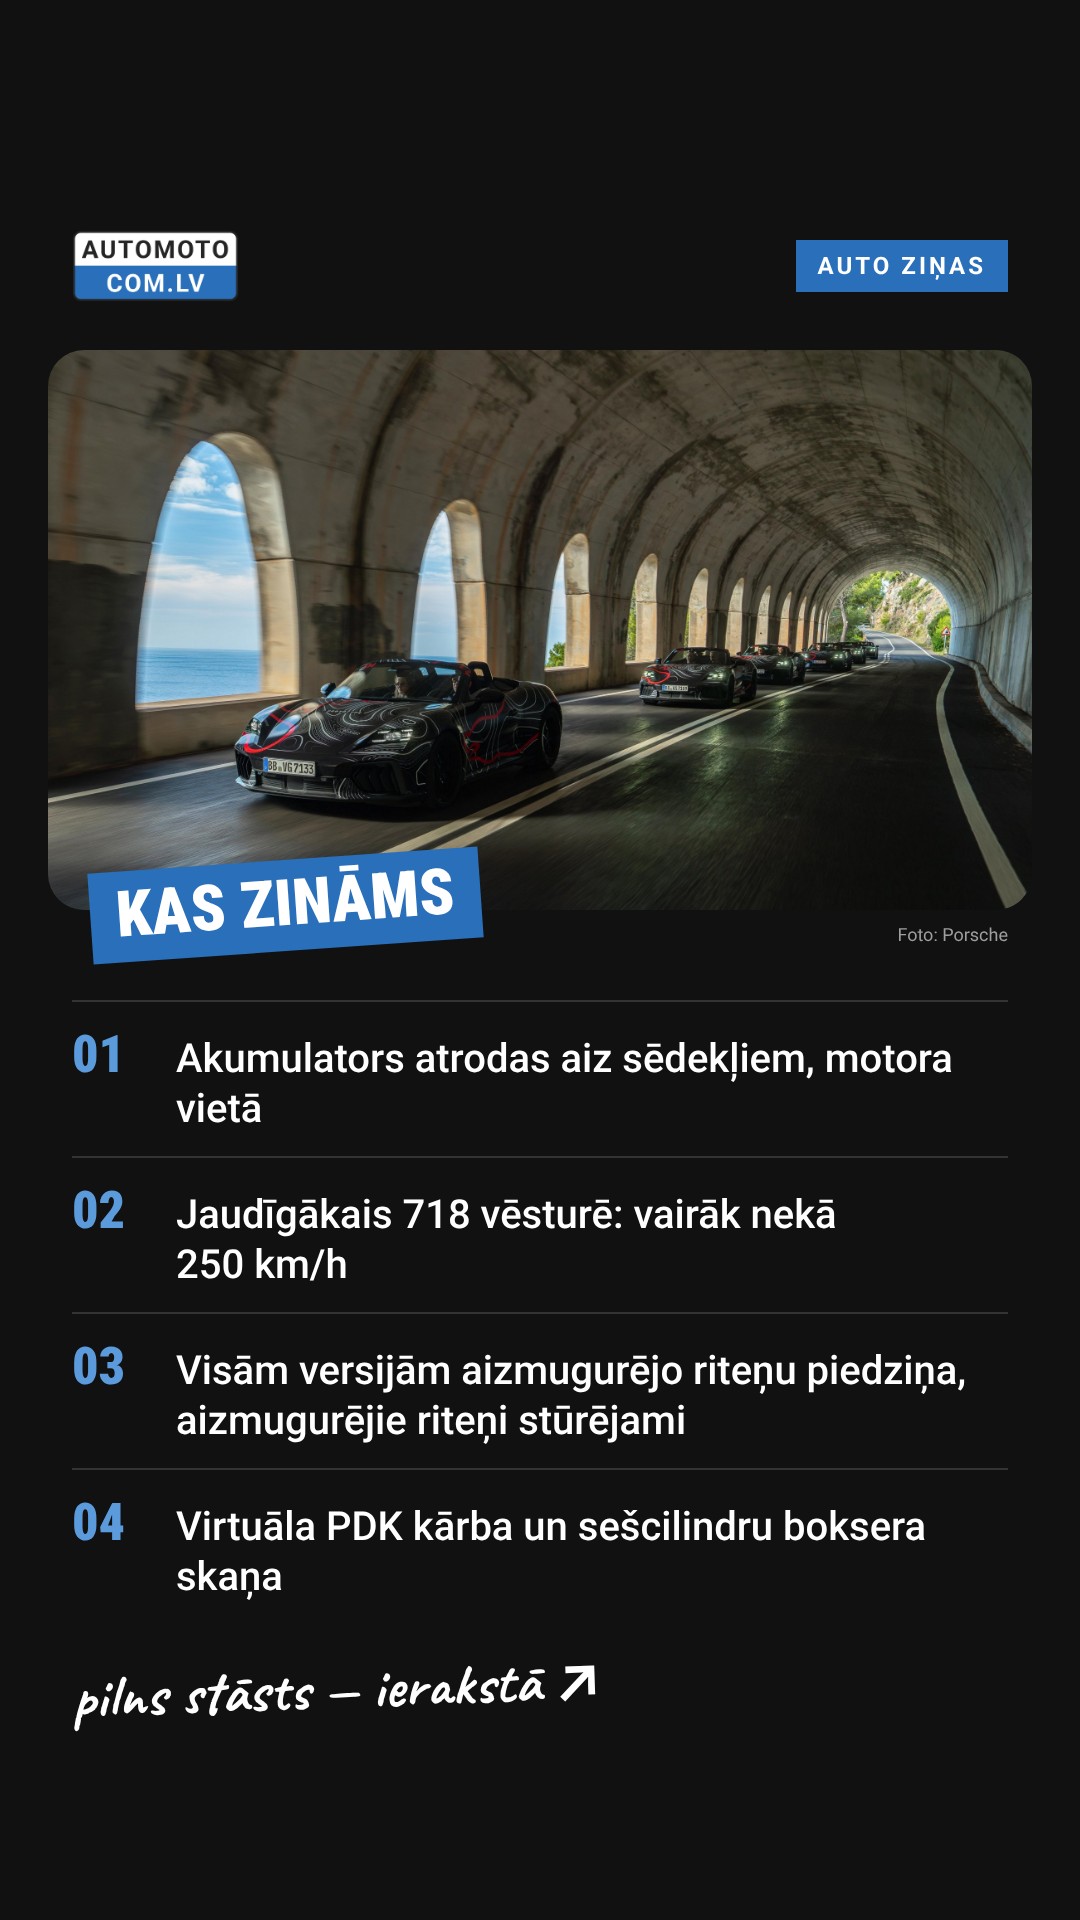 AUTOMOTO
COM.LV
AUTO ZIŅAS
BB VG7133
KAS ZINĀMS
Foto: Porsche
01 Akumulators atrodas aiz sēdekļiem, motora
vietā
02 Jaudīgākais 718 vēsturē: vairāk nekā
250 km/h
03 Visām versijām aizmugurējo riteņu piedziņa,
aizmugurējie riteņi stūrējami
04 Virtuāla PDK kārba un sešcilindru boksera
skaņa
pilns stāsts — ierakstā ↗